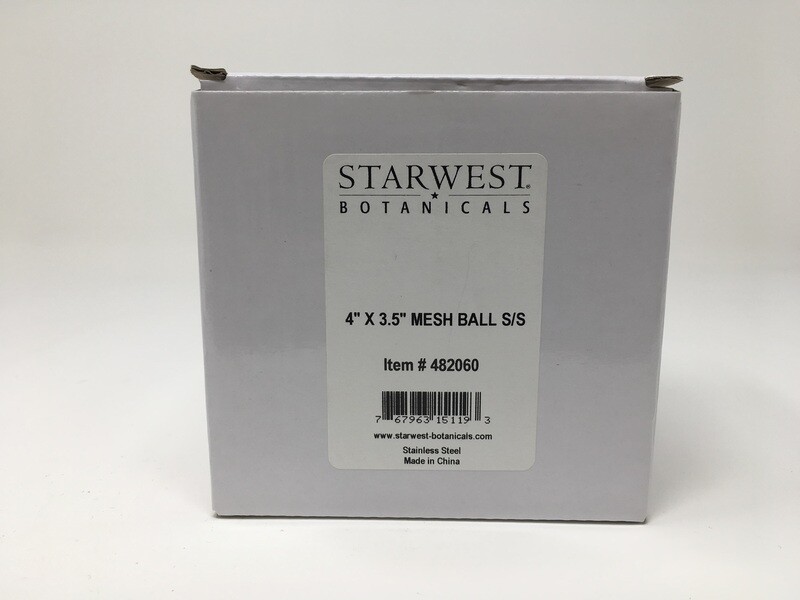 STARWEST®
BOTANICALS
4" X 3.5" MESH BALL S/S
Item # 482060
7 67963 15119 3
www.starwest-botanicals.com
Stainless Steel
Made in China